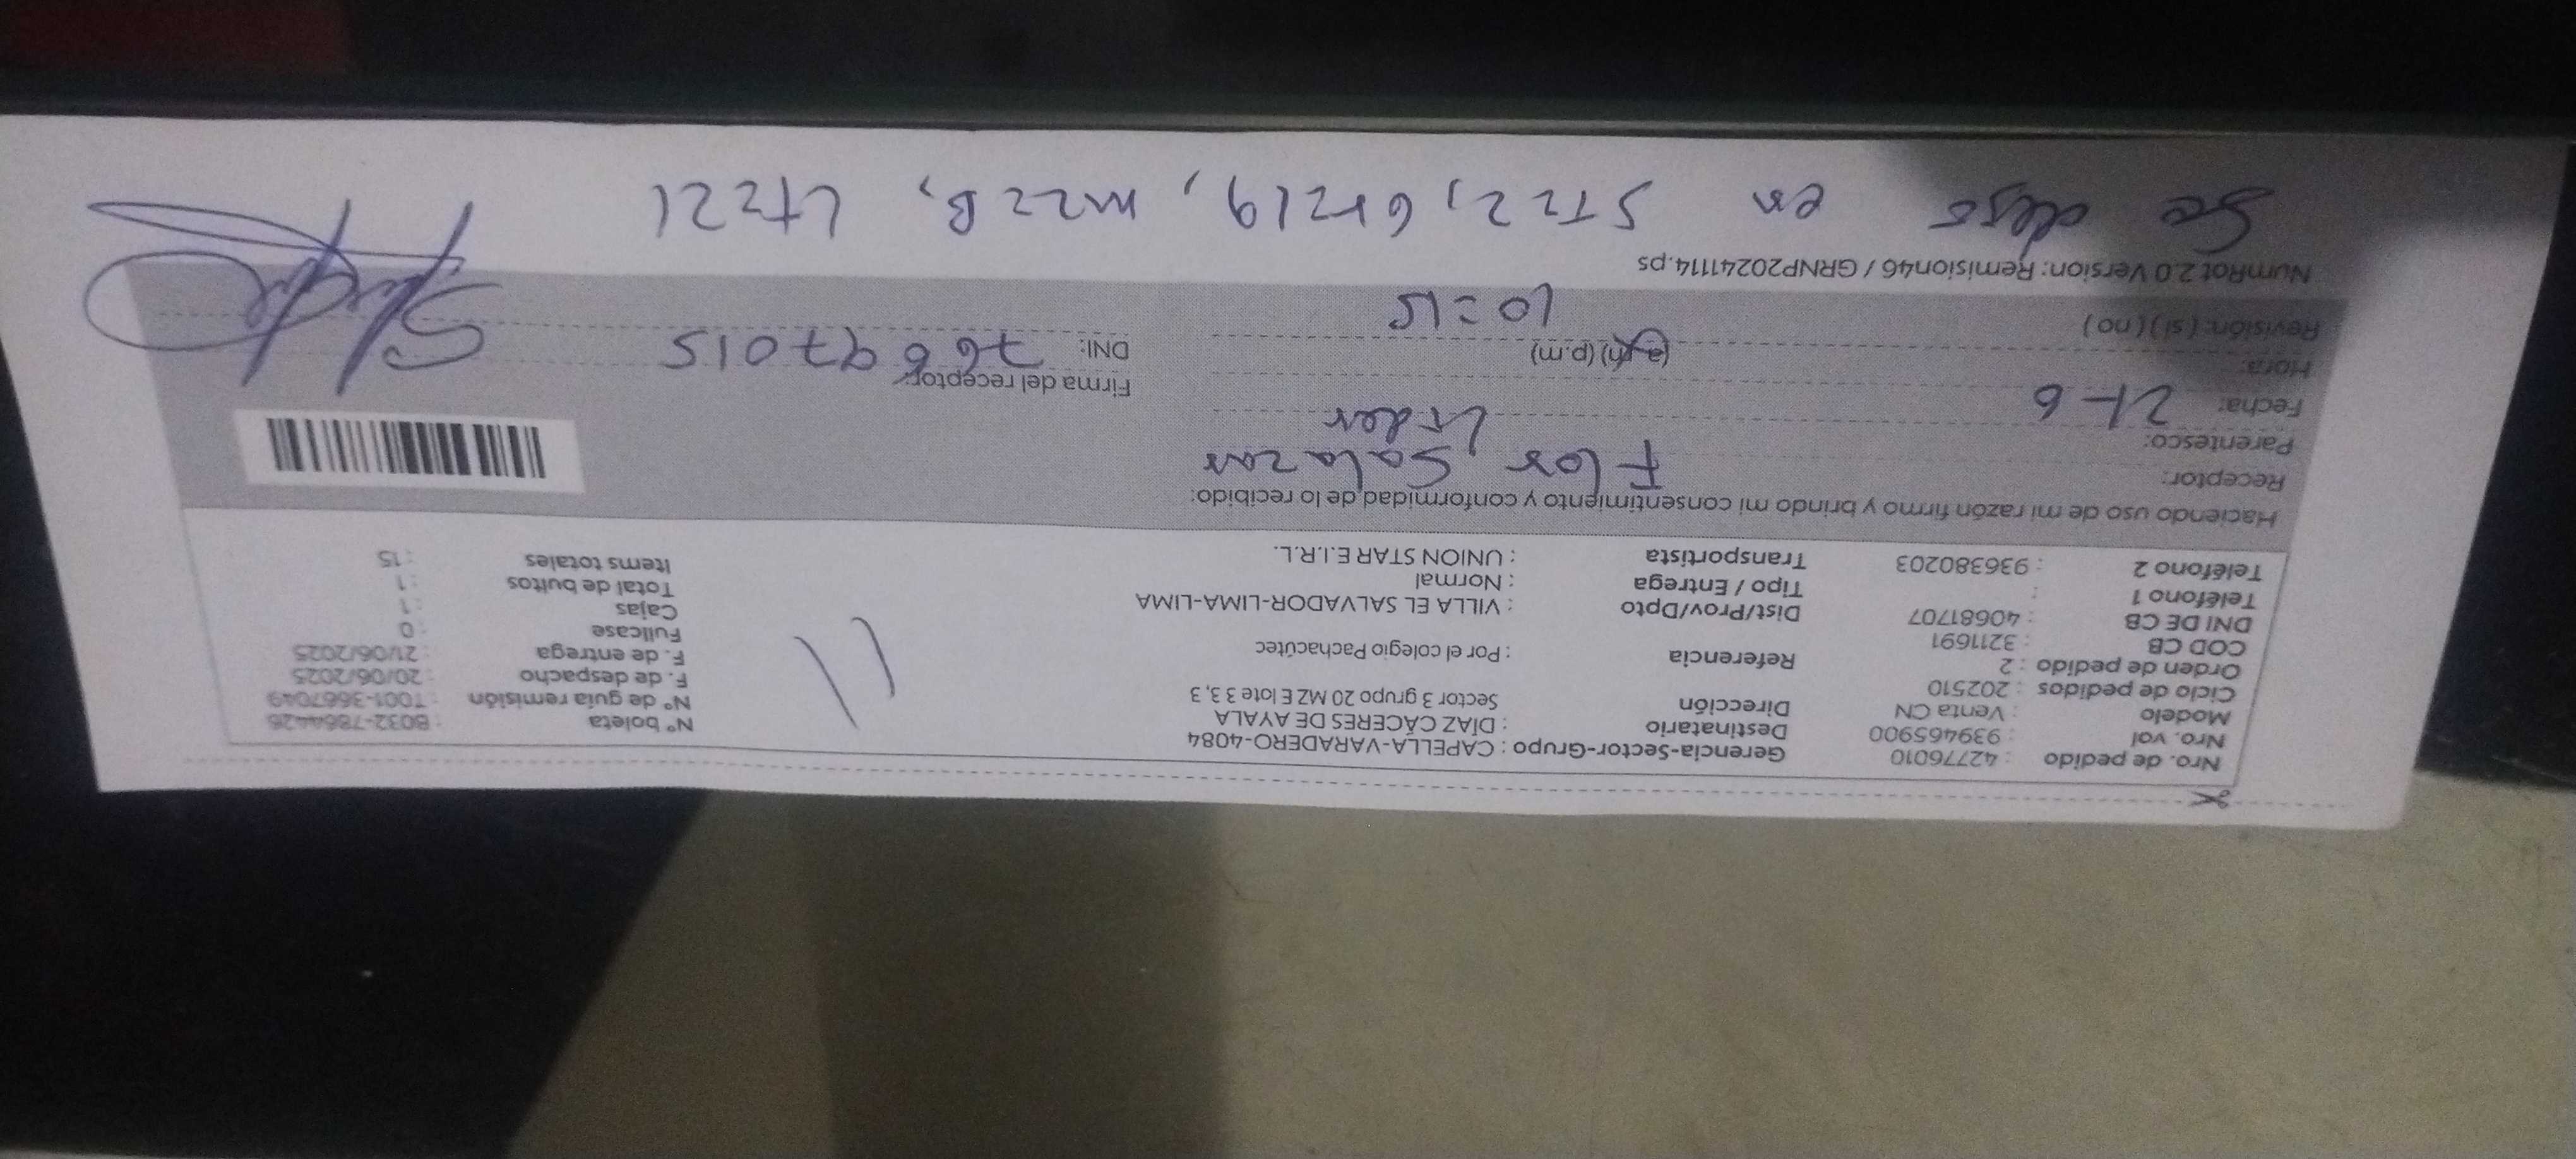 Nro. de pedido : 42776010 Gerencia-Sector-Grupo : CAPELLA-VARADERO-4084 N° boleta : B032-7864426
Nro. vol : 939465900 Destinatario : DÍAZ CÁCERES DE AYALA N° de guía remisión : T001-3667049
Modelo : Venta CN Dirección Sector 3 grupo 20 MZ E lote 3 3, 3 F. de despacho : 20/06/2025
Ciclo de pedidos : 202510 F. de entrega : 21/06/2025
Orden de pedido : 2 Referencia : Por el colegio Pachacútec Fullcase : 0
COD CB : 3211691 Cajas : 1
DNI DE CB : 40681707 Dist/Prov/Dpto : VILLA EL SALVADOR-LIMA-LIMA Total de bultos : 1
Teléfono 1 : Tipo / Entrega : Normal Items totales : 15
Teléfono 2 : 936380203 Transportista : UNION STAR E.I.R.L.
11
Haciendo uso de mi razón firmo y brindo mi consentimiento y conformidad de lo recibido:
Receptor: Flor Salazar
Parentesco: Lider
Fecha: 21-6 Firma del receptor:
Hora: (a.m) (p.m) DNI: 76697015
Revisión: ( si ) ( no ) 10=15
NumRot 2.0 Version: Remision46 / GRNP20241114.ps
Se dejo en ST=2, Gr=19, mz=B, Lt=21